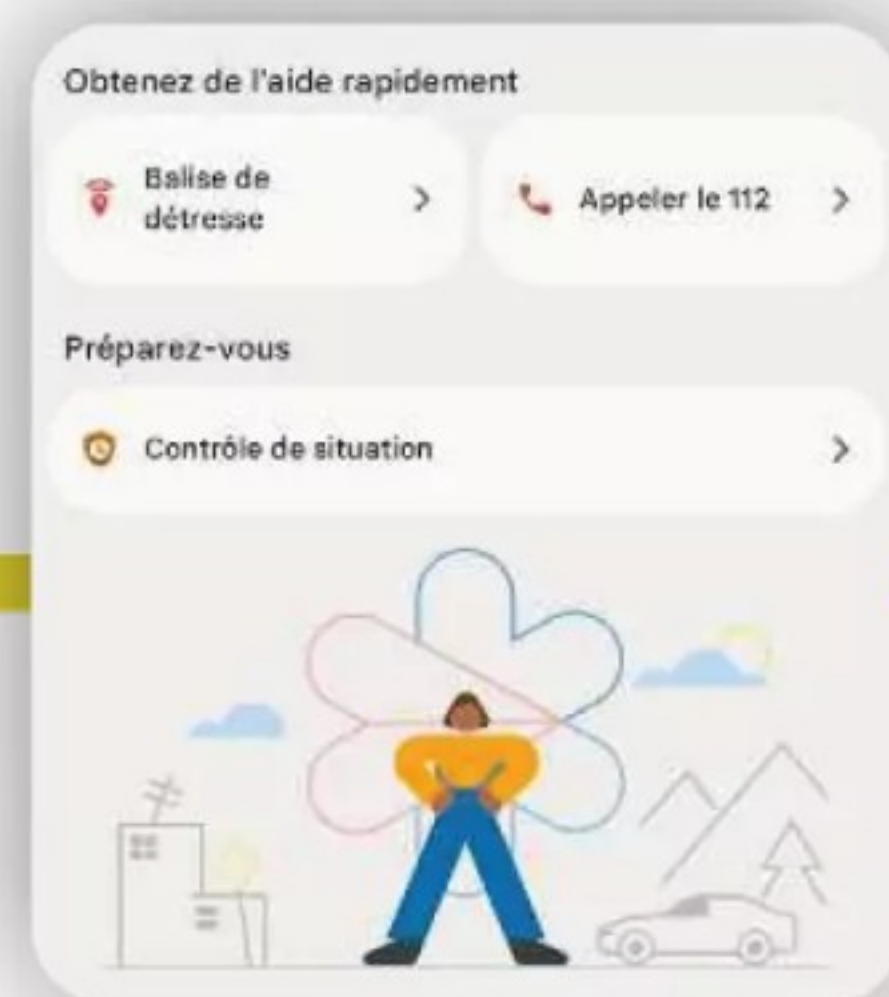 Obtenez de l'aide rapidement
Balise de
détresse
Appeler le 112
Préparez-vous
Contrôle de situation